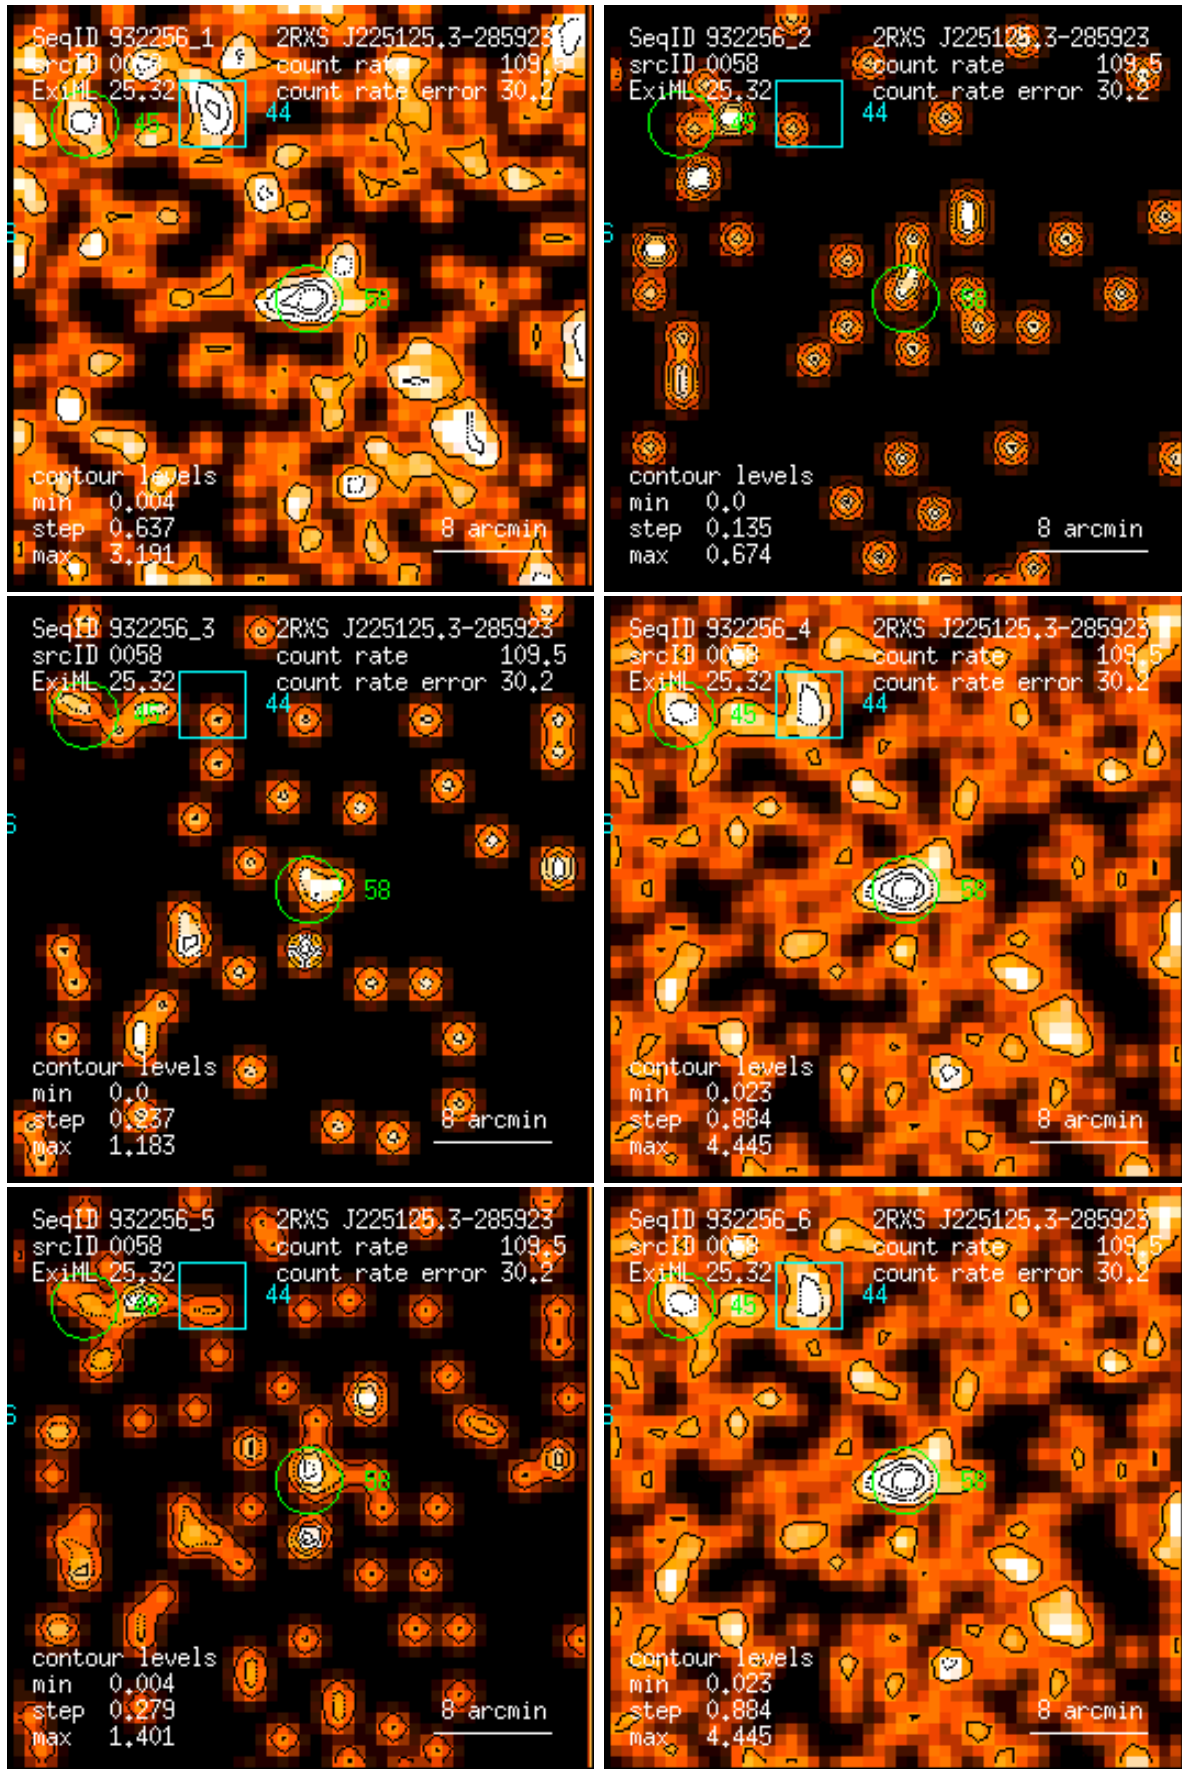 SeqID 932256_1 2RXS J225125.3-285923
srcID 0058 count rate 109.5
ExiML 25.32 count rate error 30.2
45 44
58
contour levels
min 0.004
step 0.637
max 3.191
8 arcmin
SeqID 932256_2 2RXS J225125.3-285923
srcID 0058 count rate 109.5
ExiML 25.32 count rate error 30.2
45 44
58
contour levels
min 0.0
step 0.135
max 0.674
8 arcmin
SeqID 932256_3 2RXS J225125.3-285923
srcID 0058 count rate 109.5
ExiML 25.32 count rate error 30.2
45 44
58
contour levels
min 0.0
step 0.237
max 1.183
8 arcmin
SeqID 932256_4 2RXS J225125.3-285923
srcID 0058 count rate 109.5
ExiML 25.32 count rate error 30.2
45 44
58
contour levels
min 0.023
step 0.884
max 4.445
8 arcmin
SeqID 932256_5 2RXS J225125.3-285923
srcID 0058 count rate 109.5
ExiML 25.32 count rate error 30.2
45 44
58
contour levels
min 0.004
step 0.279
max 1.401
8 arcmin
SeqID 932256_6 2RXS J225125.3-285923
srcID 0058 count rate 109.5
ExiML 25.32 count rate error 30.2
45 44
58
contour levels
min 0.023
step 0.884
max 4.445
8 arcmin